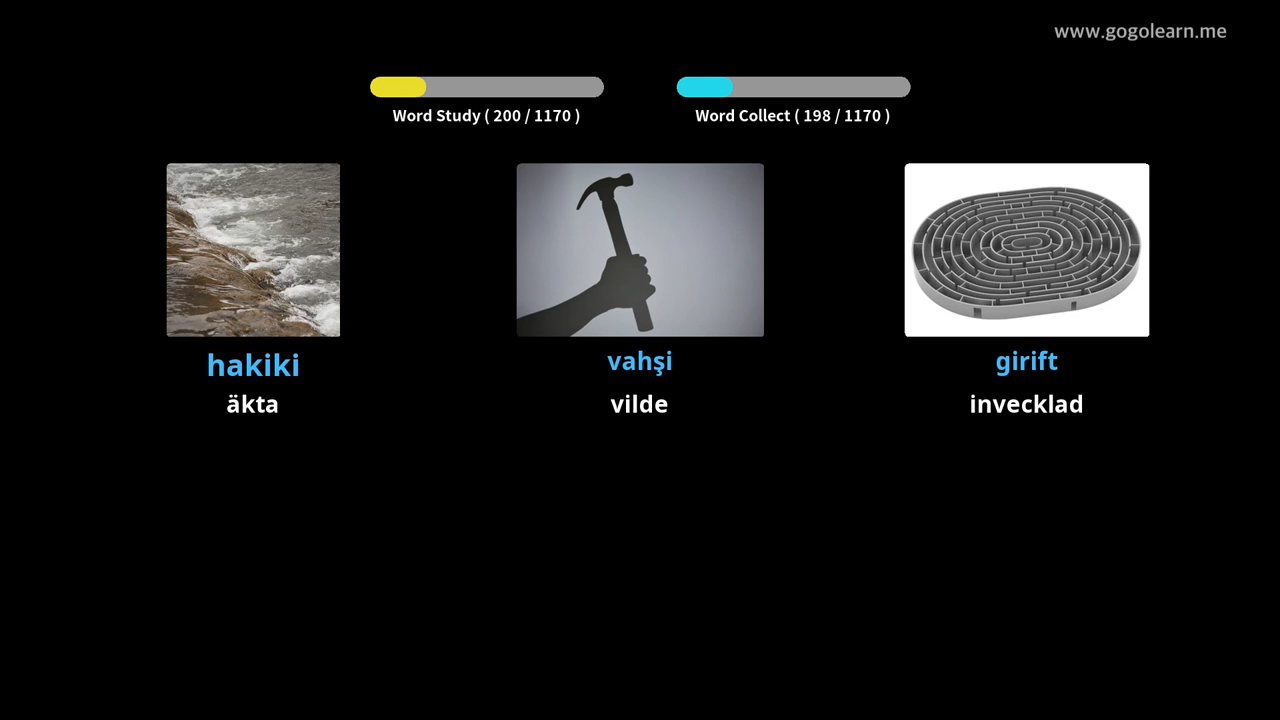 www.gogolearn.me
Word Study ( 200 / 1170 )
Word Collect ( 198 / 1170 )
hakiki
vahşi
girift
äkta
vilde
invecklad